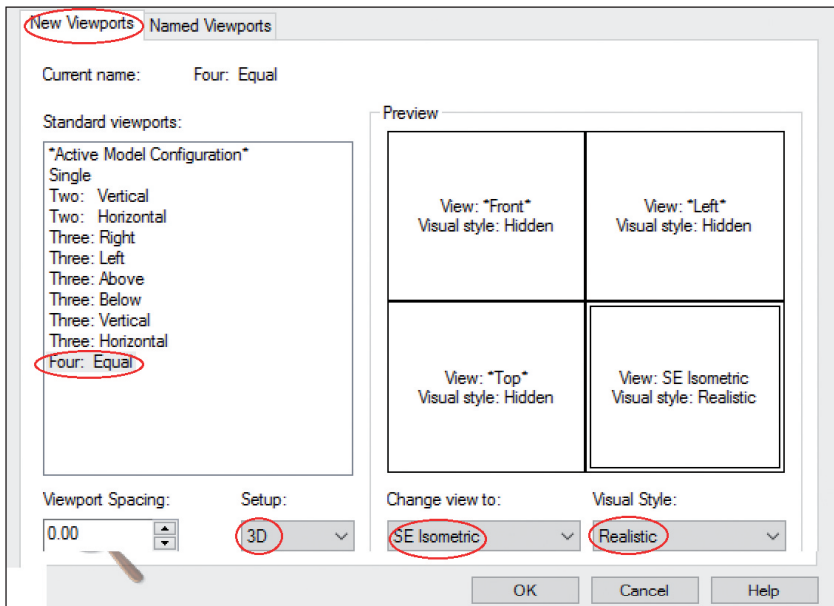 New Viewports Named Viewports
Current name: Four: Equal
Standard viewports:
*Active Model Configuration*
Single
Two: Vertical
Two: Horizontal
Three: Right
Three: Left
Three: Above
Three: Below
Three: Vertical
Three: Horizontal
Four: Equal
Preview
View: *Front*
Visual style: Hidden
View: *Left*
Visual style: Hidden
View: *Top*
Visual style: Hidden
View: SE Isometric
Visual style: Realistic
Viewport Spacing:
0.00
Setup:
3D
Change view to:
SE Isometric
Visual Style:
Realistic
OK Cancel Help